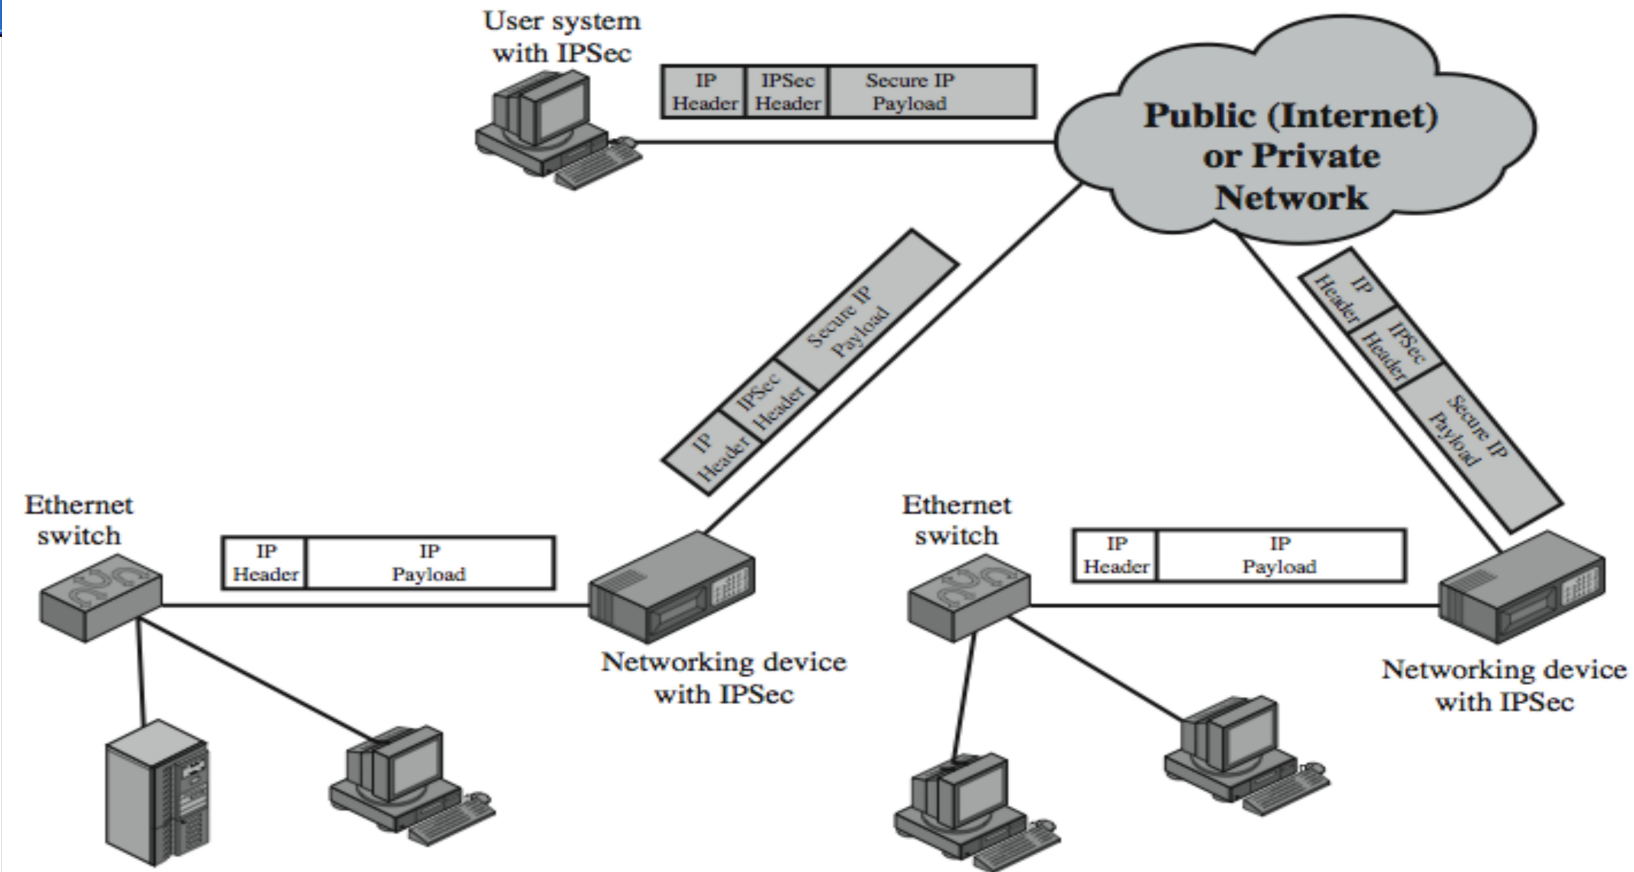 User system
with IPSec
IP
Header
IPSec
Header
Secure IP
Payload
Public (Internet)
or Private
Network
IP
Header
IPSec
Header
Secure IP
Payload
IP
Header
IPSec
Header
Secure IP
Payload
Ethernet
switch
IP
Header
IP
Payload
Networking device
with IPSec
Ethernet
switch
IP
Header
IP
Payload
Networking device
with IPSec